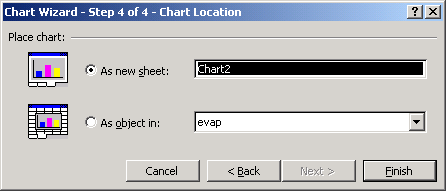 Chart Wizard - Step 4 of 4 - Chart Location
Place chart:
As new sheet: Chart2
As object in: evap
Cancel < Back Next > Finish